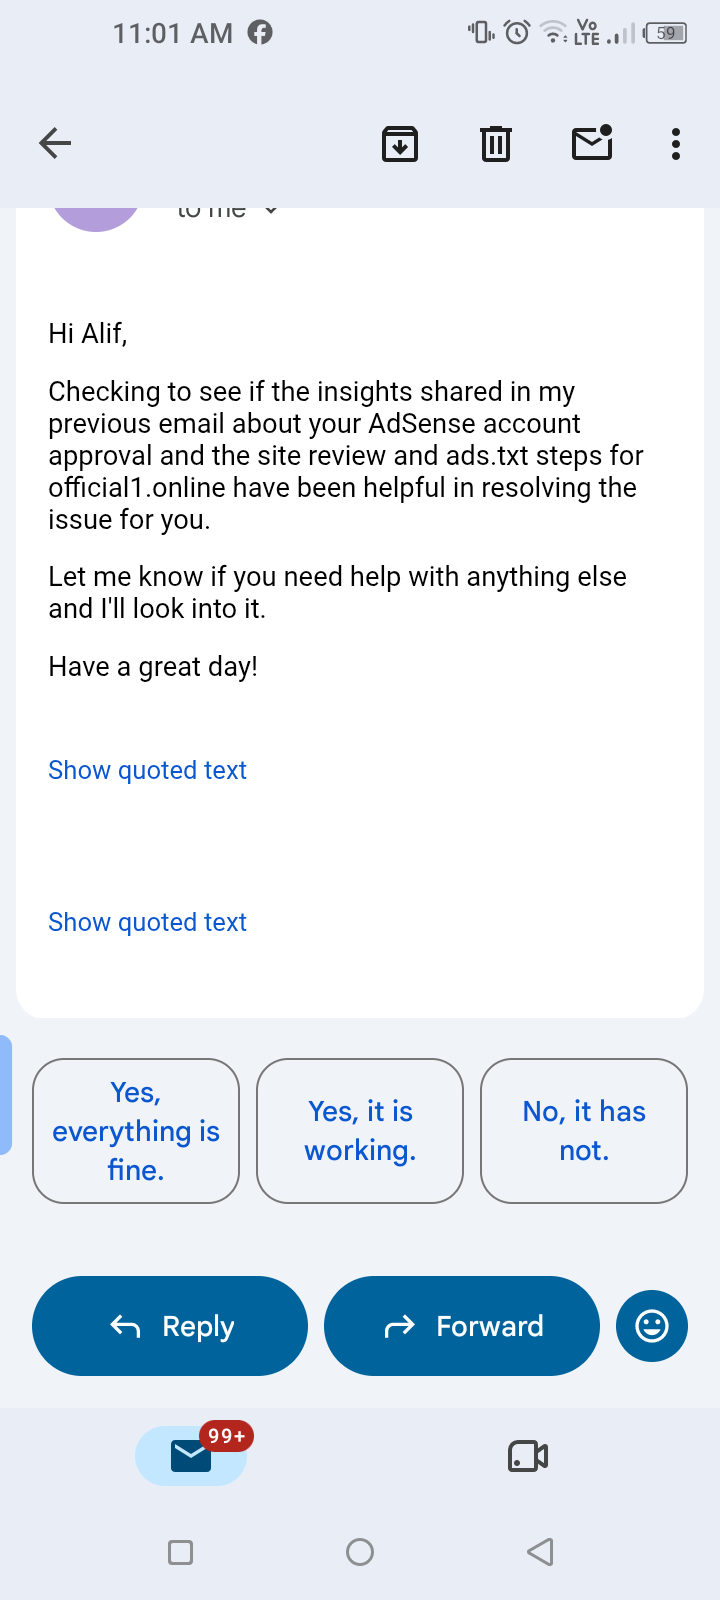 11:01 AM
Vo
LTE
59
to me
Hi Alif,
Checking to see if the insights shared in my
previous email about your AdSense account
approval and the site review and ads.txt steps for
official1.online have been helpful in resolving the
issue for you.
Let me know if you need help with anything else
and I'll look into it.
Have a great day!
Show quoted text
Show quoted text
Yes,
everything is
fine.
Yes, it is
working.
No, it has
not.
Reply
Forward
99+